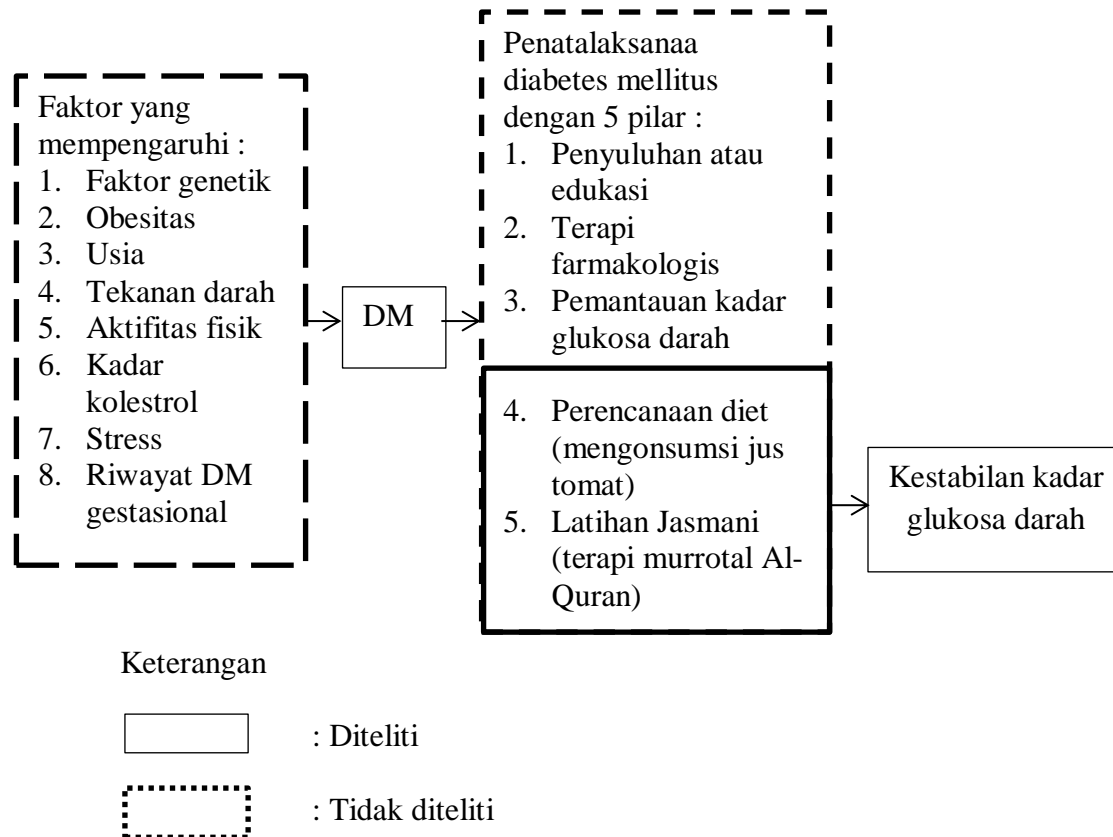 Faktor yang
mempengaruhi :
1. Faktor genetik
2. Obesitas
3. Usia
4. Tekanan darah
5. Aktifitas fisik
6. Kadar
kolestrol
7. Stress
8. Riwayat DM
gestasional
DM
Penatalaksanaa
diabetes mellitus
dengan 5 pilar :
1. Penyuluhan atau
edukasi
2. Terapi
farmakologis
3. Pemantauan kadar
glukosa darah
4. Perencanaan diet
(mengonsumsi jus
tomat)
5. Latihan Jasmani
(terapi murrotal Al-
Quran)
Kestabilan kadar
glukosa darah
Keterangan
: Diteliti
: Tidak diteliti